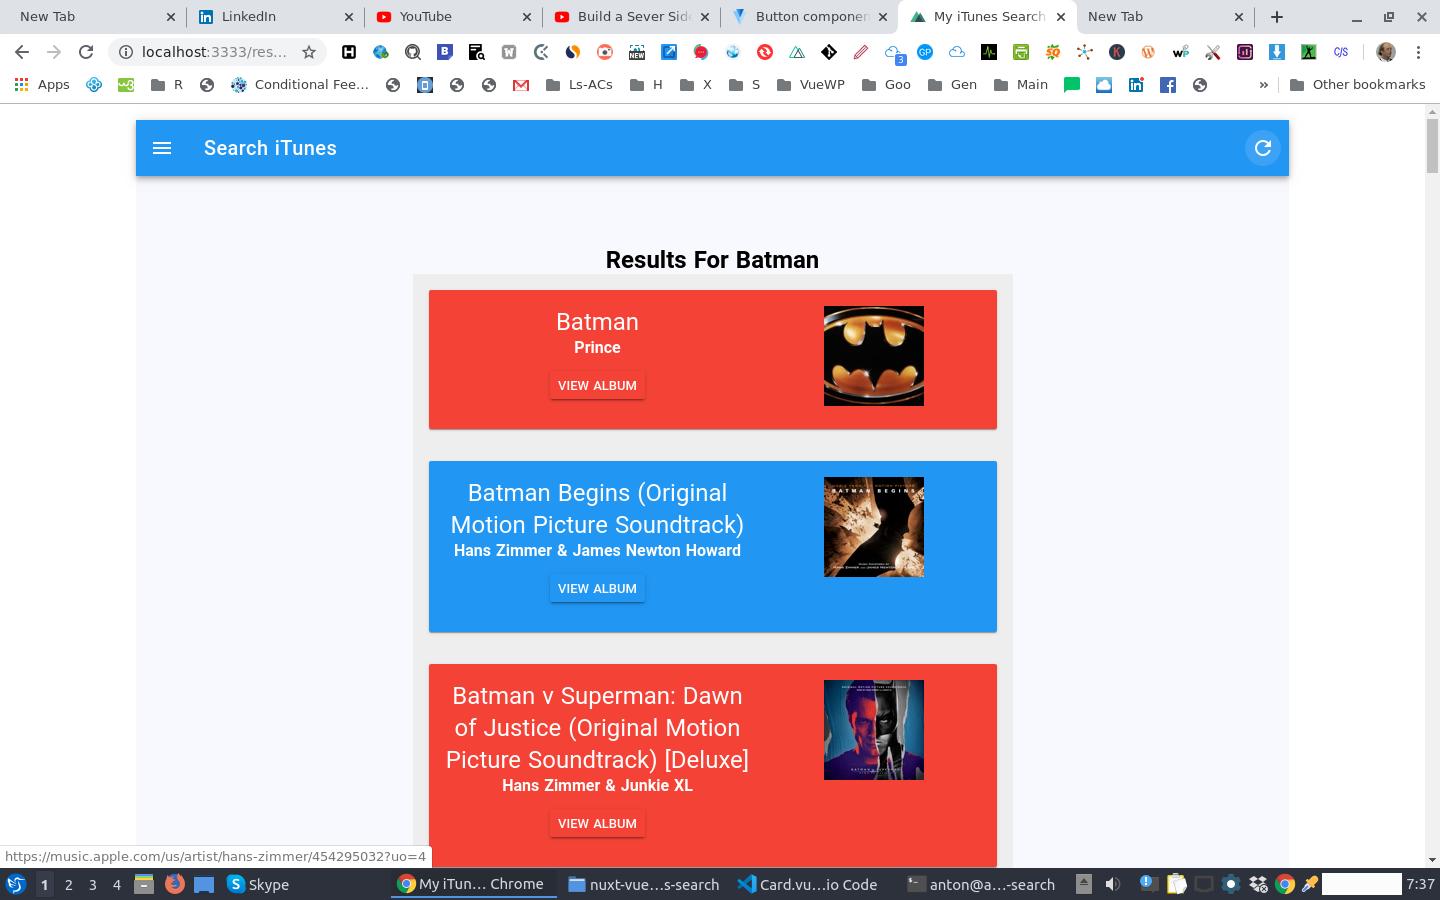 New Tab
LinkedIn
YouTube
Build a Sever Side
Button componen
My iTunes Search
New Tab
localhost:3333/res...
Apps
R
Conditional Fee...
Ls-ACs
H
X
S
VueWP
Goo
Gen
Main
»
Other bookmarks
Search iTunes
Results For Batman
Batman
Prince
VIEW ALBUM
Batman Begins (Original
Motion Picture Soundtrack)
Hans Zimmer & James Newton Howard
VIEW ALBUM
BATMAN BEGINS
Batman v Superman: Dawn
of Justice (Original Motion
Picture Soundtrack) [Deluxe]
Hans Zimmer & Junkie XL
VIEW ALBUM
https://music.apple.com/us/artist/hans-zimmer/454295032?uo=4
1
2
3
4
Skype
My iTun... Chrome
nuxt-vue...s-search
Card.vu...io Code
anton@a...-search
7:37